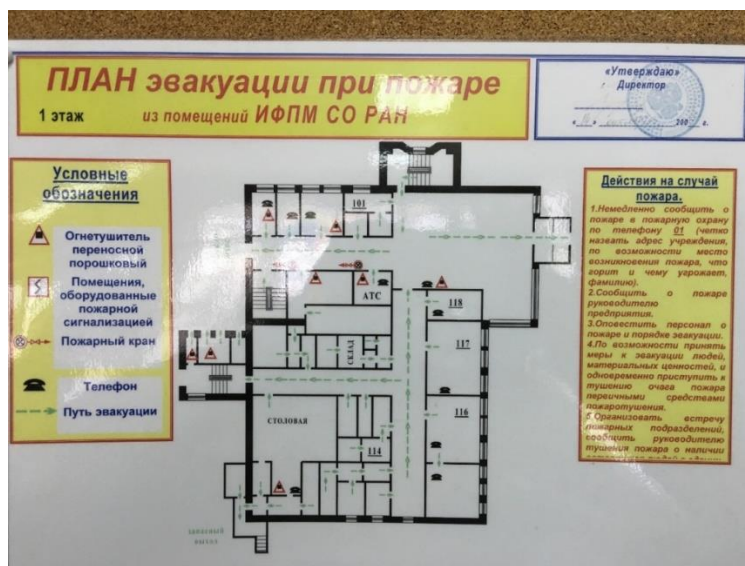 ПЛАН эвакуации при пожаре
1 этаж
из помещений ИФПМ СО РАН
«Утверждаю»
Директор
200 г.
Условные
обозначения
Огнетушитель
переносной
порошковый
Помещения,
оборудованные
пожарной
сигнализацией
Пожарный кран
Телефон
Путь эвакуации
101
АТС
118
117
СКЛАД
116
СТОЛОВАЯ
114
запасный
выход
Действия на случай
пожара.
1.Немедленно сообщить о
пожаре в пожарную охрану
по телефону 01 (четко
назвать адрес учреждения,
по возможности место
возникновения пожара, что
горит и чему угрожает,
фамилию).
2.Сообщить о пожаре
руководителю
предприятия.
3.Оповестить персонал о
пожаре и порядке эвакуации.
4.По возможности принять
меры к эвакуации людей,
материальных ценностей, и
одновременно приступить к
тушению очага пожара
первичными средствами
пожаротушения.
5.Организовать встречу
пожарных подразделений,
сообщить руководителю
тушения пожара о наличии